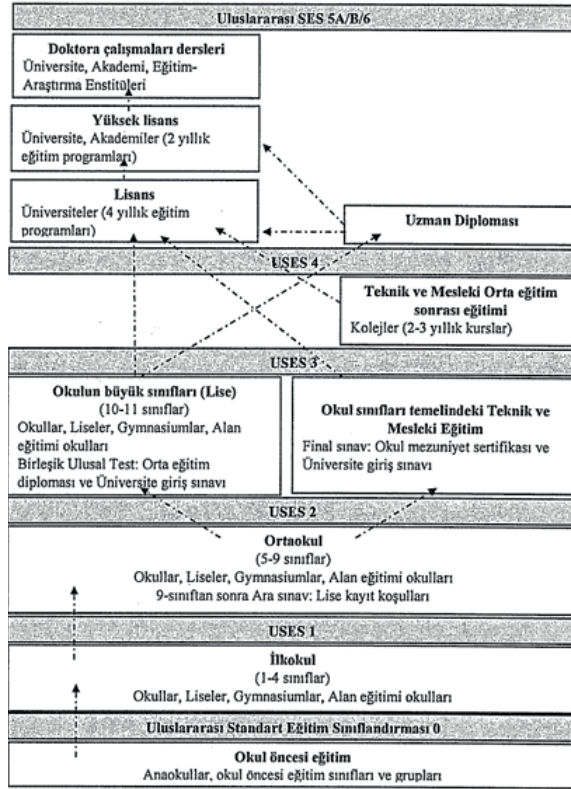 Uluslararası SES 5A/B/6
Doktora çalışmaları dersleri
Üniversite, Akademi, Eğitim-
Araştırma Enstitüleri
Yüksek lisans
Üniversite, Akademiler (2 yıllık
eğitim programları)
Lisans
Üniversiteler (4 yıllık eğitim
programları)
Uzman Diploması
USES 4
Teknik ve Mesleki Orta eğitim
sonrası eğitimi
Kolejler (2-3 yıllık kurslar)
USES 3
Okulun büyük sınıfları (Lise)
(10-11 sınıflar)
Okullar, Liseler, Gymnasiumlar, Alan
eğitimi okulları
Birleşik Ulusal Test: Orta eğitim
diploması ve Üniversite giriş sınavı
Okul sınıfları temelindeki Teknik ve
Mesleki Eğitim
Final sınav: Okul mezuniyet sertifikası ve
Üniversite giriş sınavı
USES 2
Ortaokul
(5-9 sınıflar)
Okullar, Liseler, Gymnasiumlar, Alan eğitimi okulları
9-sınıftan sonra Ara sınav: Lise kayıt koşulları
USES 1
İlkokul
(1-4 sınıflar)
Okullar, Liseler, Gymnasiumlar, Alan eğitimi okulları
Uluslararası Standart Eğitim Sınıflandırması 0
Okul öncesi eğitim
Anaokullar, okul öncesi eğitim sınıfları ve grupları